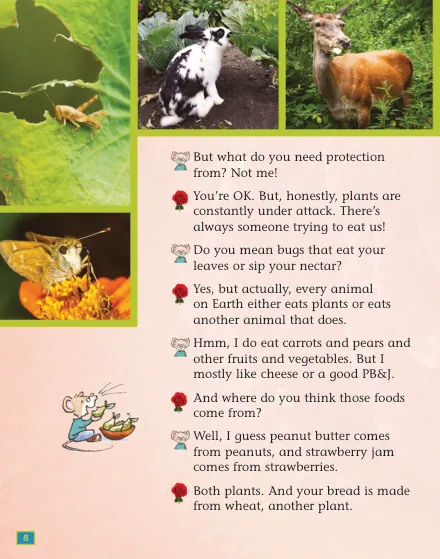 But what do you need protection
from? Not me!
You're OK. But, honestly, plants are
constantly under attack. There's
always someone trying to eat us!
Do you mean bugs that eat your
leaves or sip your nectar?
Yes, but actually, every animal
on Earth either eats plants or eats
another animal that does.
Hmm, I do eat carrots and pears and
other fruits and vegetables. But I
mostly like cheese or a good PB&J.
And where do you think those foods
come from?
Well, I guess peanut butter comes
from peanuts, and strawberry jam
comes from strawberries.
Both plants. And your bread is made
from wheat, another plant.
8